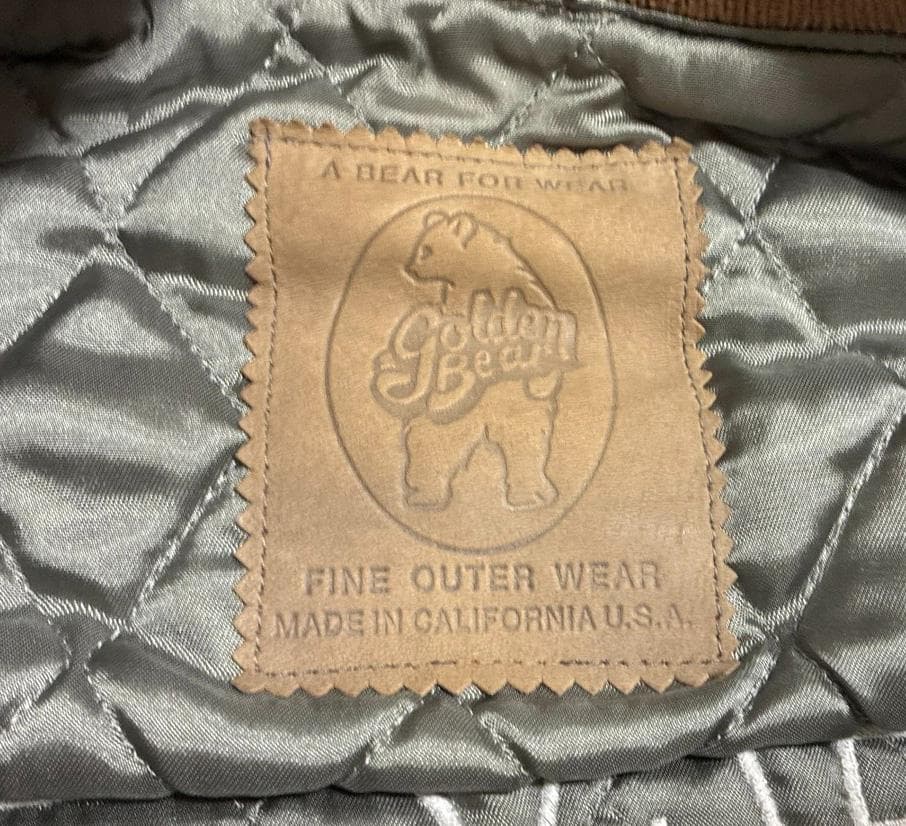 A BEAR FOR WEAR
Golden
Bear
FINE OUTER WEAR
MADE IN CALIFORNIA U.S.A.